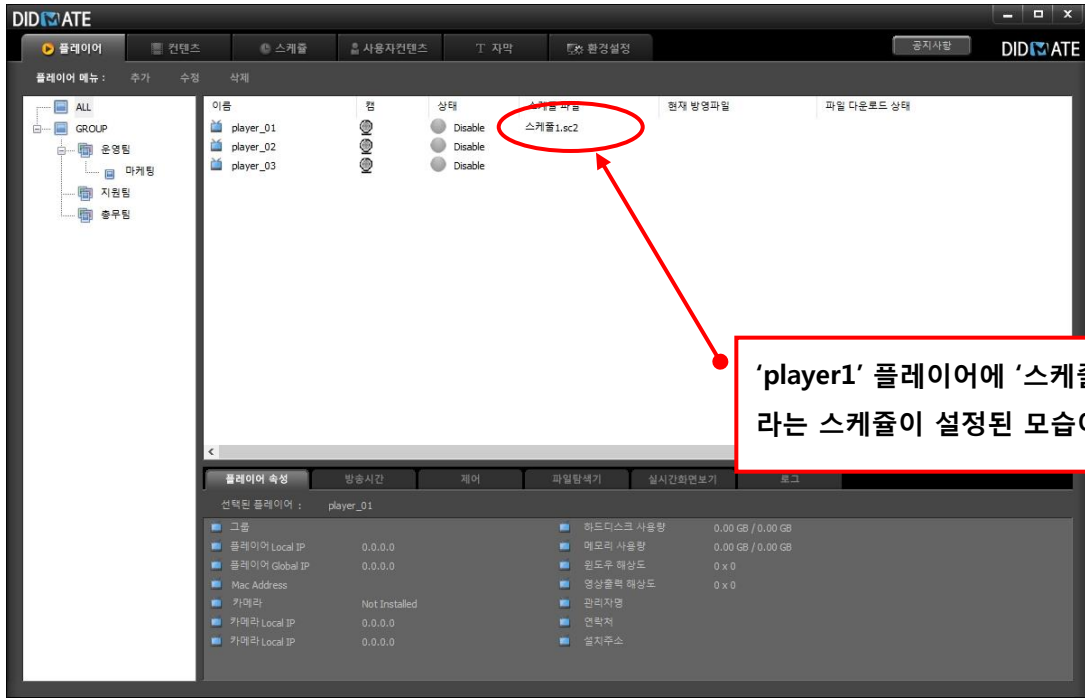 DIDMATE
플레이어 컨텐츠 스케쥴 사용자컨텐츠 T 자막 환경설정 공지사항 DIDMATE
플레이어 메뉴 : 추가 수정 삭제
ALL
GROUP
운영팀
마케팅
지원팀
총무팀
이름 캠 상태 스케쥴 파일 현재 방영파일 파일 다운로드 상태
player_01 Disable 스케쥴1.sc2
player_02 Disable
player_03 Disable
‘player1’ 플레이어에 ‘스케쥴
라는 스케쥴이 설정된 모습이
플레이어 속성 방송시간 제어 파일탐색기 실시간화면보기 로그
선택된 플레이어 : player_01
그룹 하드디스크 사용량 0.00 GB / 0.00 GB
플레이어 Local IP 0.0.0.0 메모리 사용량 0.00 GB / 0.00 GB
플레이어 Global IP 0.0.0.0 윈도우 해상도 0 x 0
Mac Address 영상출력 해상도 0 x 0
카메라 Not Installed 관리자명
카메라 Local IP 0.0.0.0 연락처
카메라 Local IP 0.0.0.0 설치주소